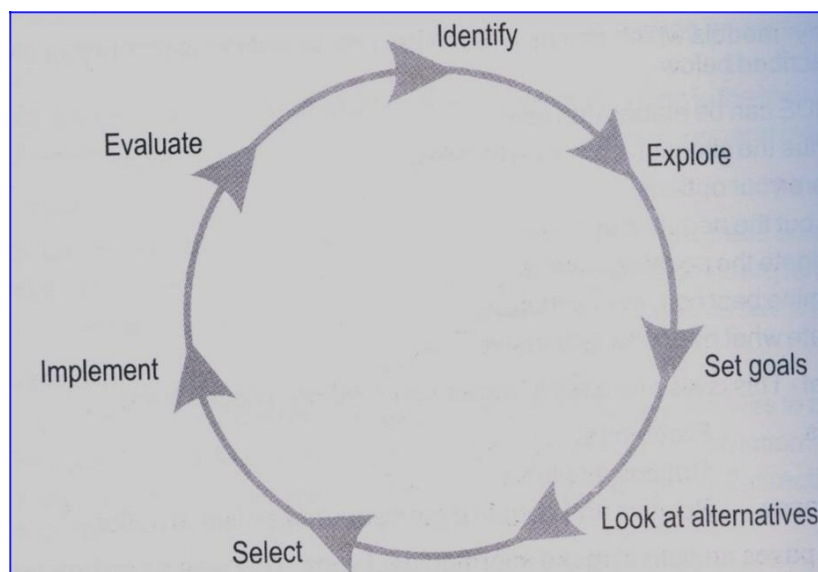 Identify
Explore
Set goals
Look at alternatives
Select
Implement
Evaluate